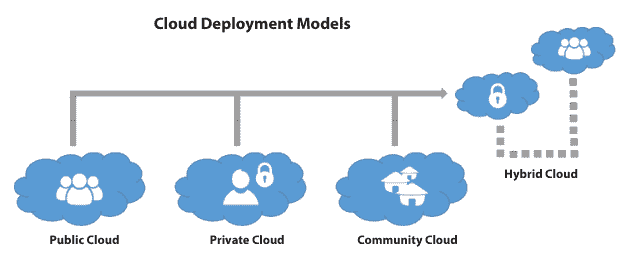 Cloud Deployment Models
Hybrid Cloud
Public Cloud
Private Cloud
Community Cloud